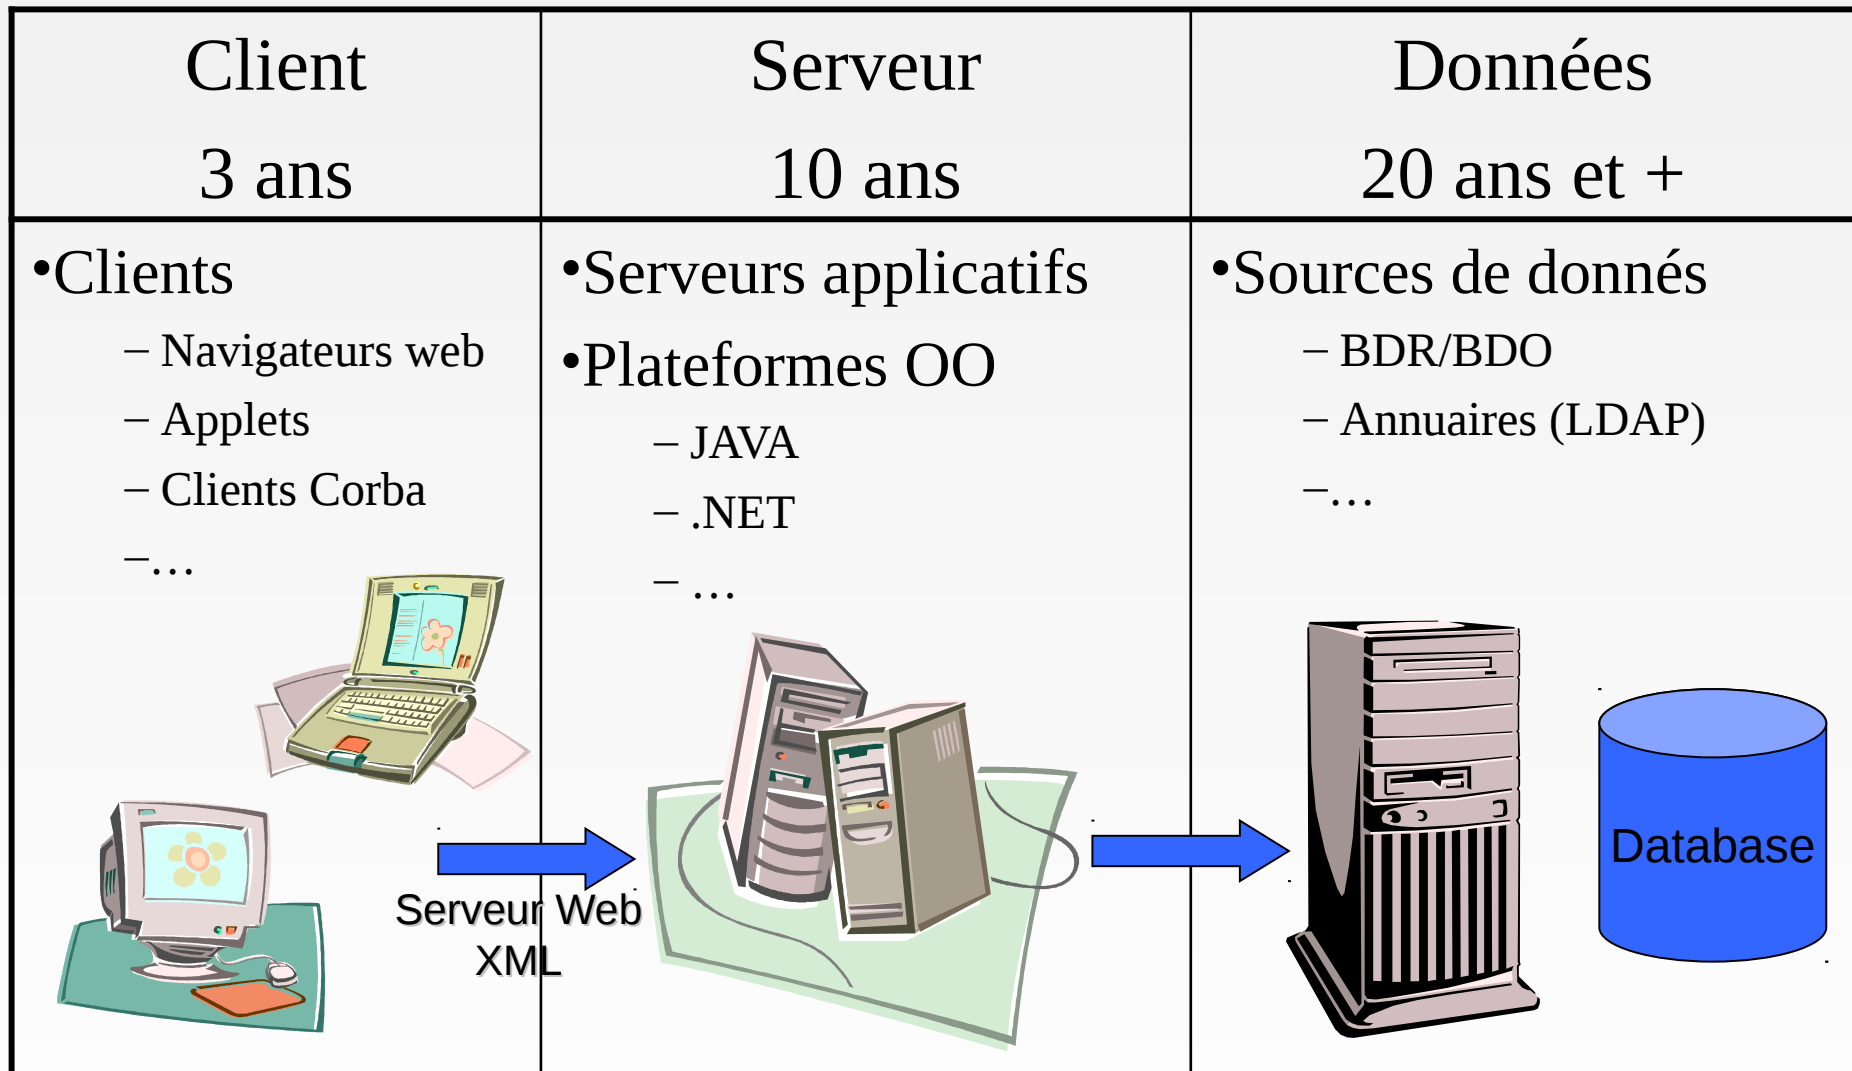 Client
3 ans
Serveur
10 ans
Données
20 ans et +
•Clients
– Navigateurs web
– Applets
– Clients Corba
–…
•Serveurs applicatifs
•Plateformes OO
– JAVA
– .NET
– …
•Sources de donnés
– BDR/BDO
– Annuaires (LDAP)
–…
Serveur Web
XML
Database